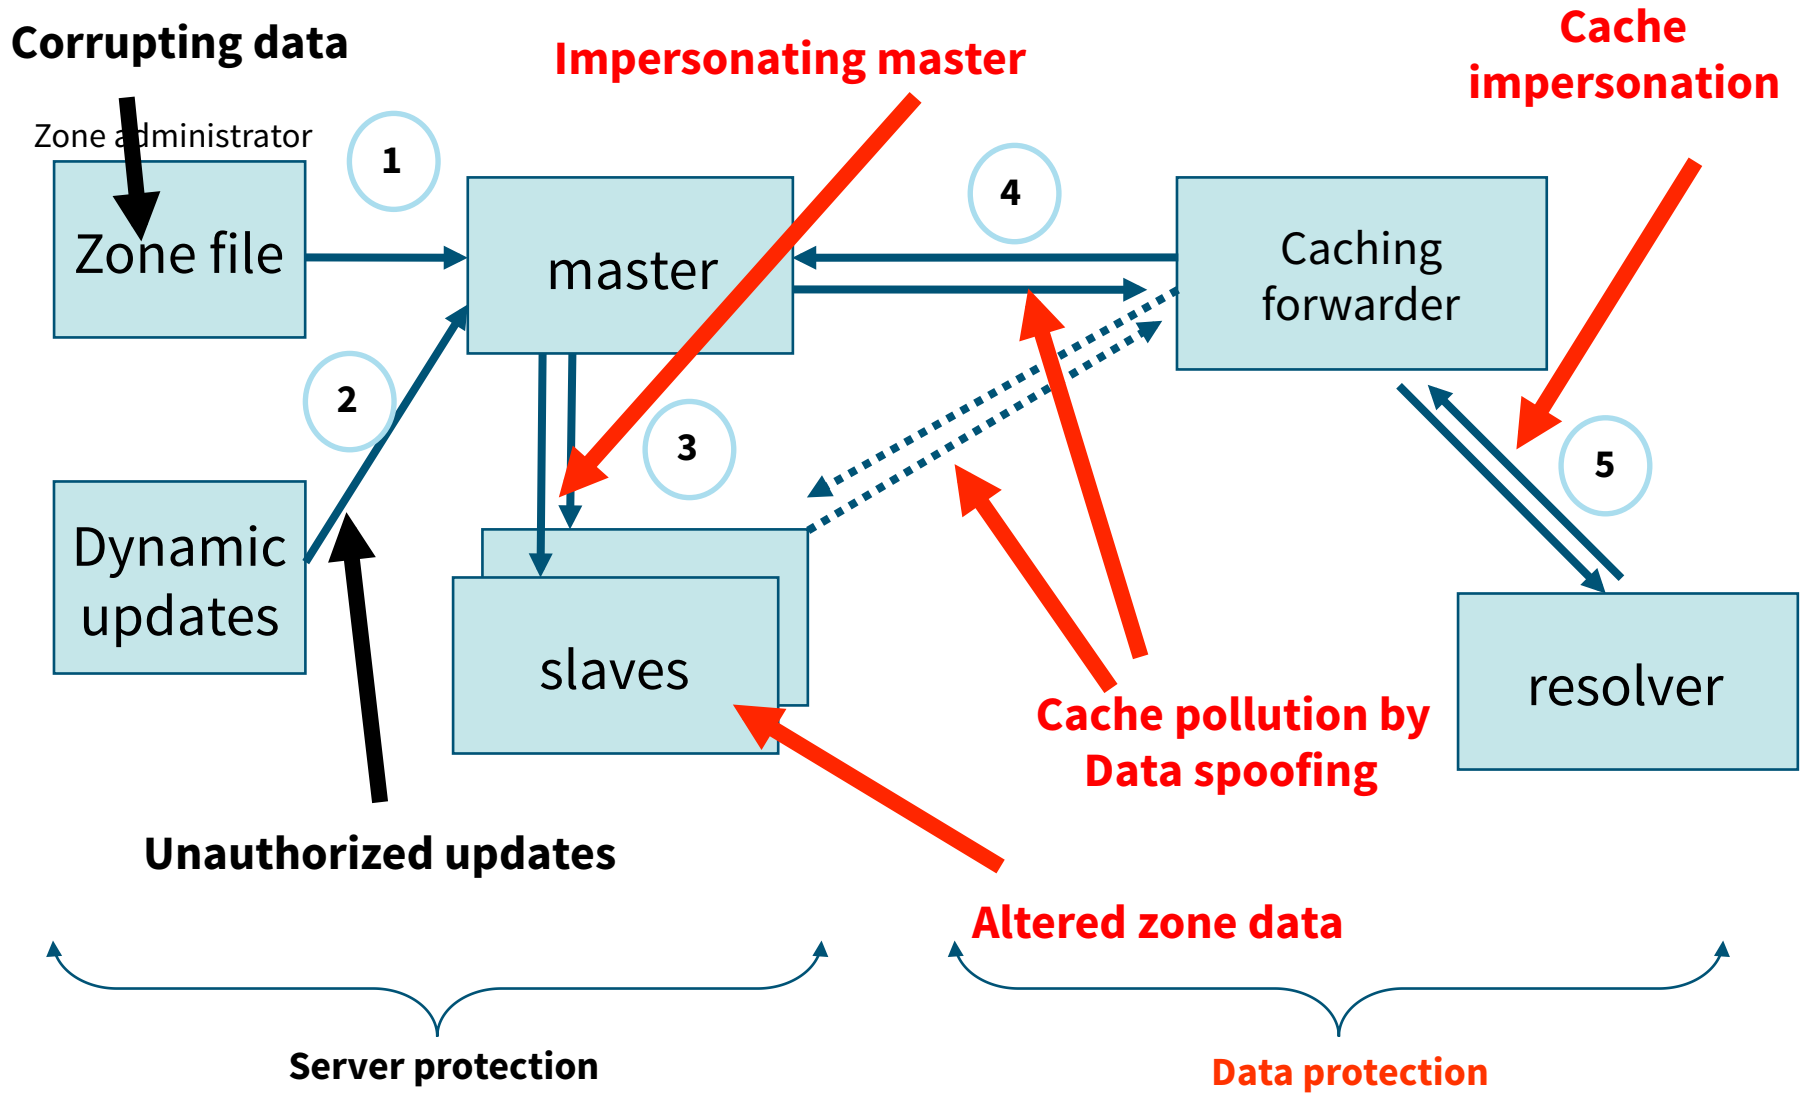 Corrupting data
Impersonating master
Cache
impersonation
Zone administrator
1
4
Zone file
master
Caching
forwarder
2
3
5
Dynamic
updates
slaves
resolver
Cache pollution by
Data spoofing
Unauthorized updates
Altered zone data
Server protection
Data protection